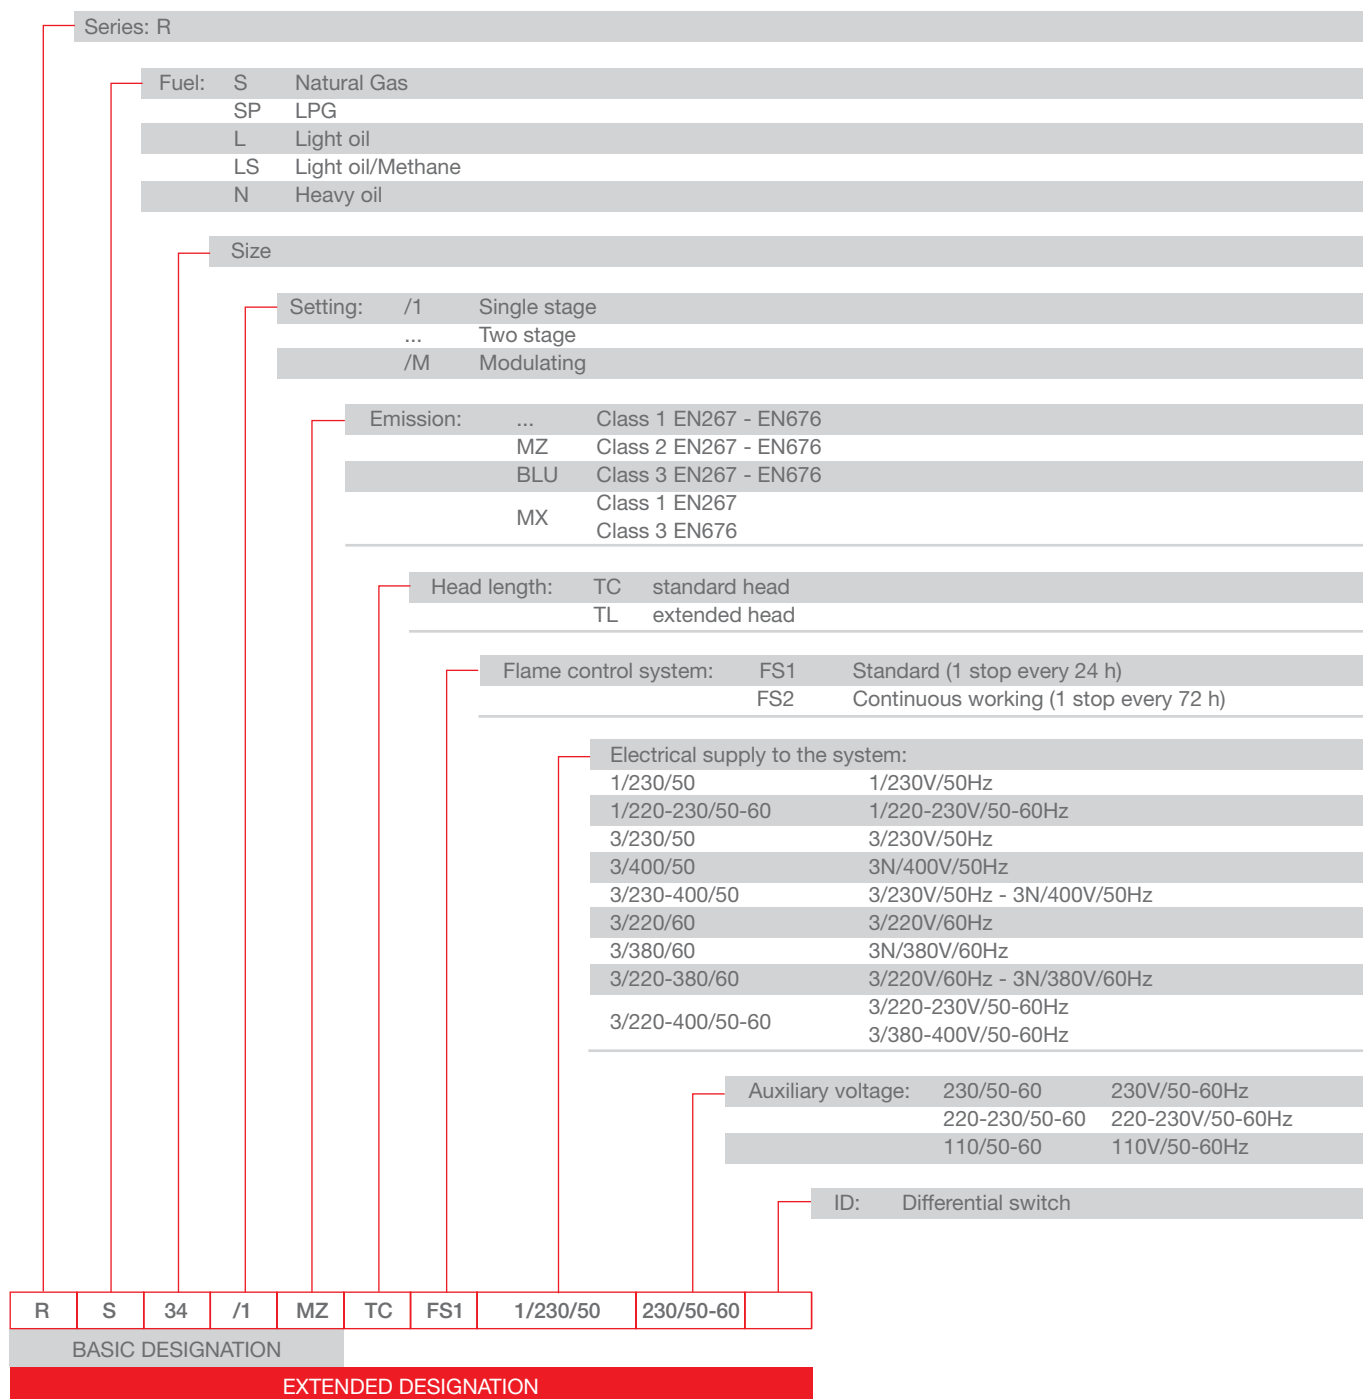 Series: R
Fuel: S Natural Gas
SP LPG
L Light oil
LS Light oil/Methane
N Heavy oil
Size
Setting: /1 Single stage
... Two stage
/M Modulating
Emission: ... Class 1 EN267 - EN676
MZ Class 2 EN267 - EN676
BLU Class 3 EN267 - EN676
MX Class 1 EN267
Class 3 EN676
Head length: TC standard head
TL extended head
Flame control system: FS1 Standard (1 stop every 24 h)
FS2 Continuous working (1 stop every 72 h)
Electrical supply to the system:
1/230/50 1/230V/50Hz
1/220-230/50-60 1/220-230V/50-60Hz
3/230/50 3/230V/50Hz
3/400/50 3N/400V/50Hz
3/230-400/50 3/230V/50Hz - 3N/400V/50Hz
3/220/60 3/220V/60Hz
3/380/60 3N/380V/60Hz
3/220-380/60 3/220V/60Hz - 3N/380V/60Hz
3/220-400/50-60 3/220-230V/50-60Hz
3/380-400V/50-60Hz
Auxiliary voltage: 230/50-60 230V/50-60Hz
220-230/50-60 220-230V/50-60Hz
110/50-60 110V/50-60Hz
ID: Differential switch
R S 34 /1 MZ TC FS1 1/230/50 230/50-60
BASIC DESIGNATION
EXTENDED DESIGNATION